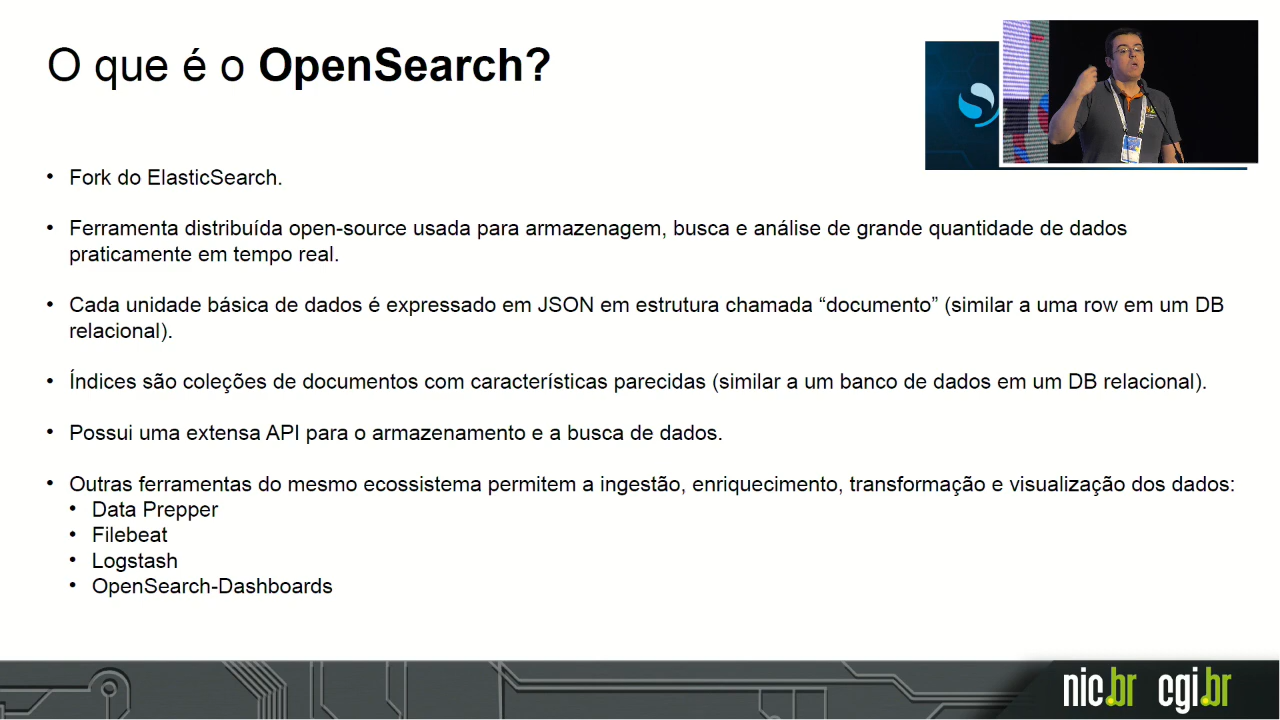 O que é o OpenSearch?
• Fork do ElasticSearch.
• Ferramenta distribuída open-source usada para armazenagem, busca e análise de grande quantidade de dados
praticamente em tempo real.
• Cada unidade básica de dados é expressado em JSON em estrutura chamada “documento” (similar a uma row em um DB
relacional).
• Índices são coleções de documentos com características parecidas (similar a um banco de dados em um DB relacional).
• Possui uma extensa API para o armazenamento e a busca de dados.
• Outras ferramentas do mesmo ecossistema permitem a ingestão, enriquecimento, transformação e visualização dos dados:
• Data Prepper
• Filebeat
• Logstash
• OpenSearch-Dashboards
nic.br cgi.br